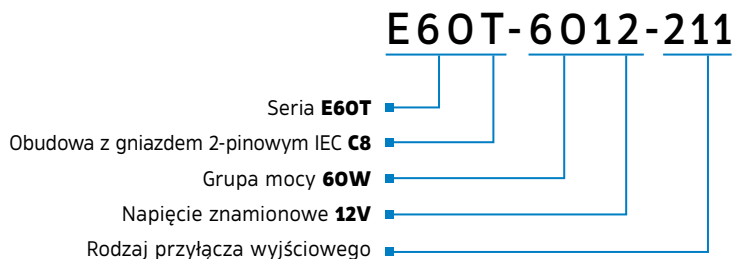 E60T-6012-211
Seria E60T
Obudowa z gniazdem 2-pinowym IEC C8
Grupa mocy 60W
Napięcie znamionowe 12V
Rodzaj przyłącza wyjściowego